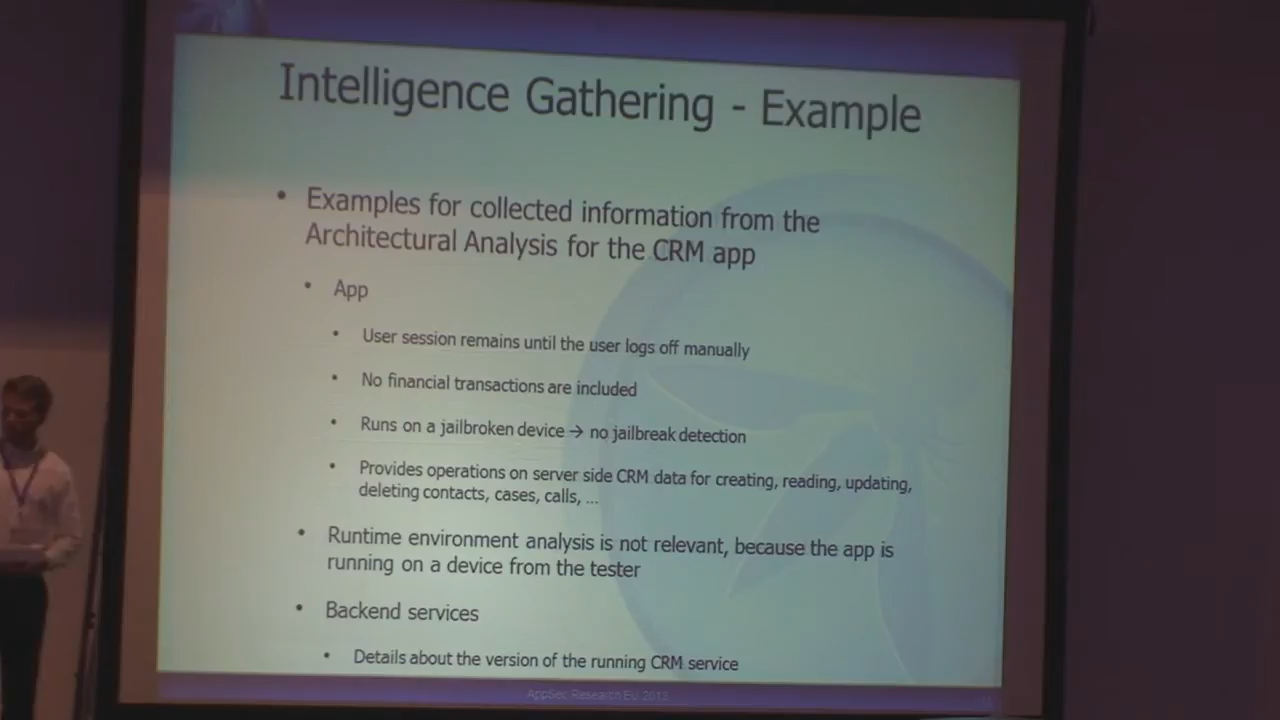 Intelligence Gathering - Example
• Examples for collected information from the
Architectural Analysis for the CRM app
• App
• User session remains until the user logs off manually
• No financial transactions are included
• Runs on a jailbroken device → no jailbreak detection
• Provides operations on server side CRM data for creating, reading, updating,
deleting contacts, cases, calls, ...
• Runtime environment analysis is not relevant, because the app is
running on a device from the tester
• Backend services
• Details about the version of the running CRM service
AppSec Research EU 2013